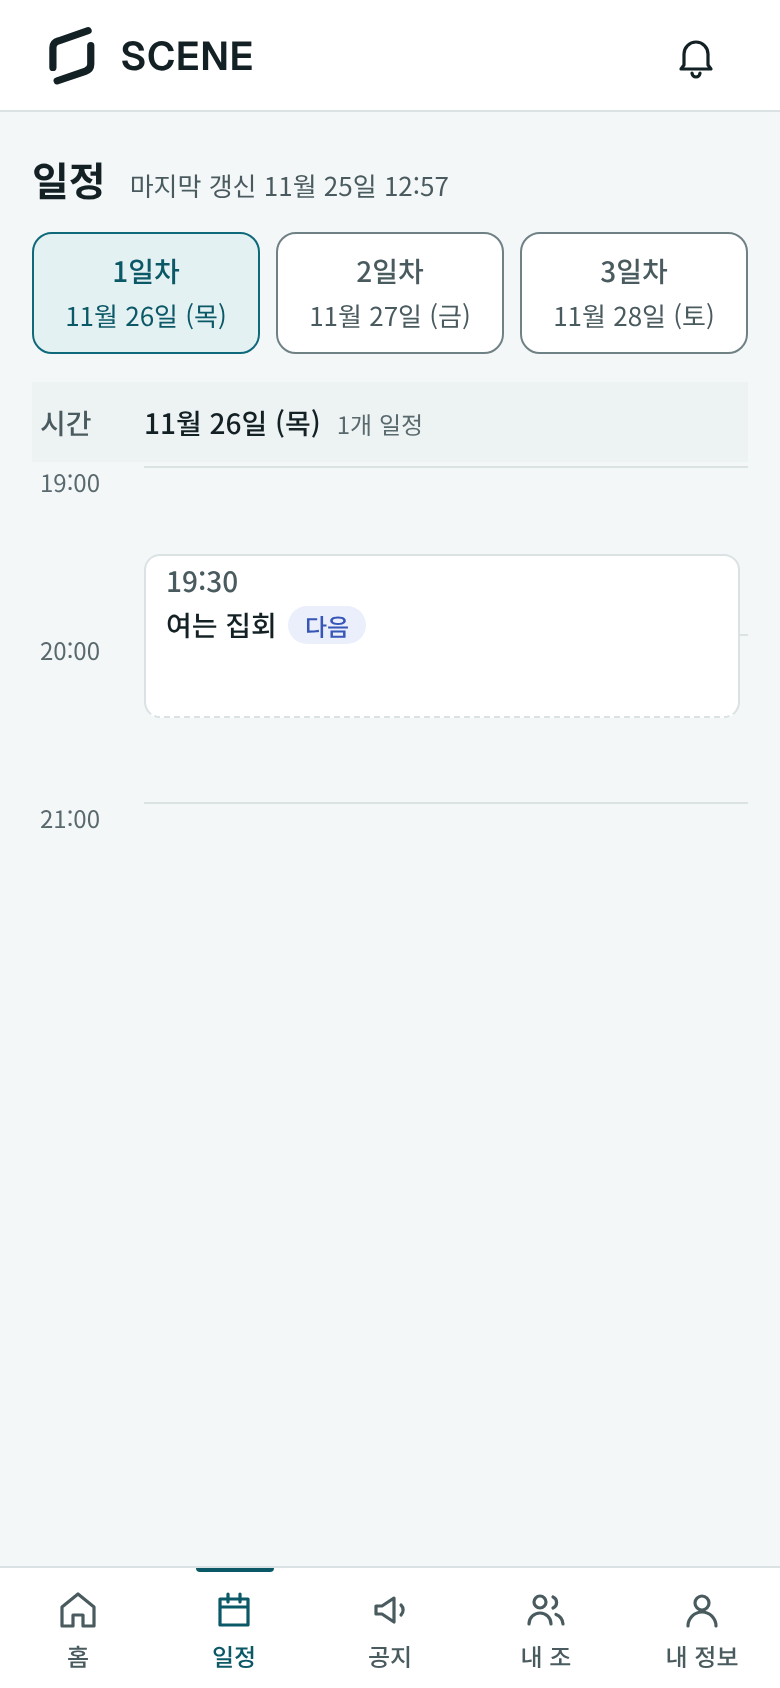 SCENE
일정 마지막 갱신 11월 25일 12:57
1일차
11월 26일 (목)
2일차
11월 27일 (금)
3일차
11월 28일 (토)
시간 11월 26일 (목) 1개 일정
19:00
19:30
여는 집회 다음
20:00
21:00
홈
일정
공지
내 조
내 정보